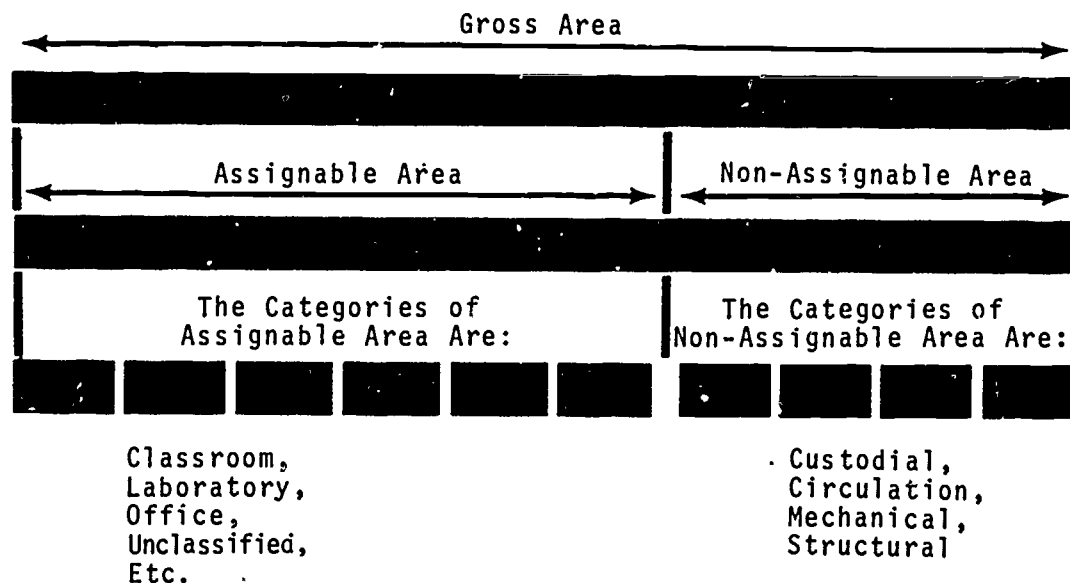 Gross Area
Assignable Area
Non-Assignable Area
The Categories of
Assignable Area Are:
The Categories of
Non-Assignable Area Are:
Classroom,
Laboratory,
Office,
Unclassified,
Etc.
Custodial,
Circulation,
Mechanical,
Structural